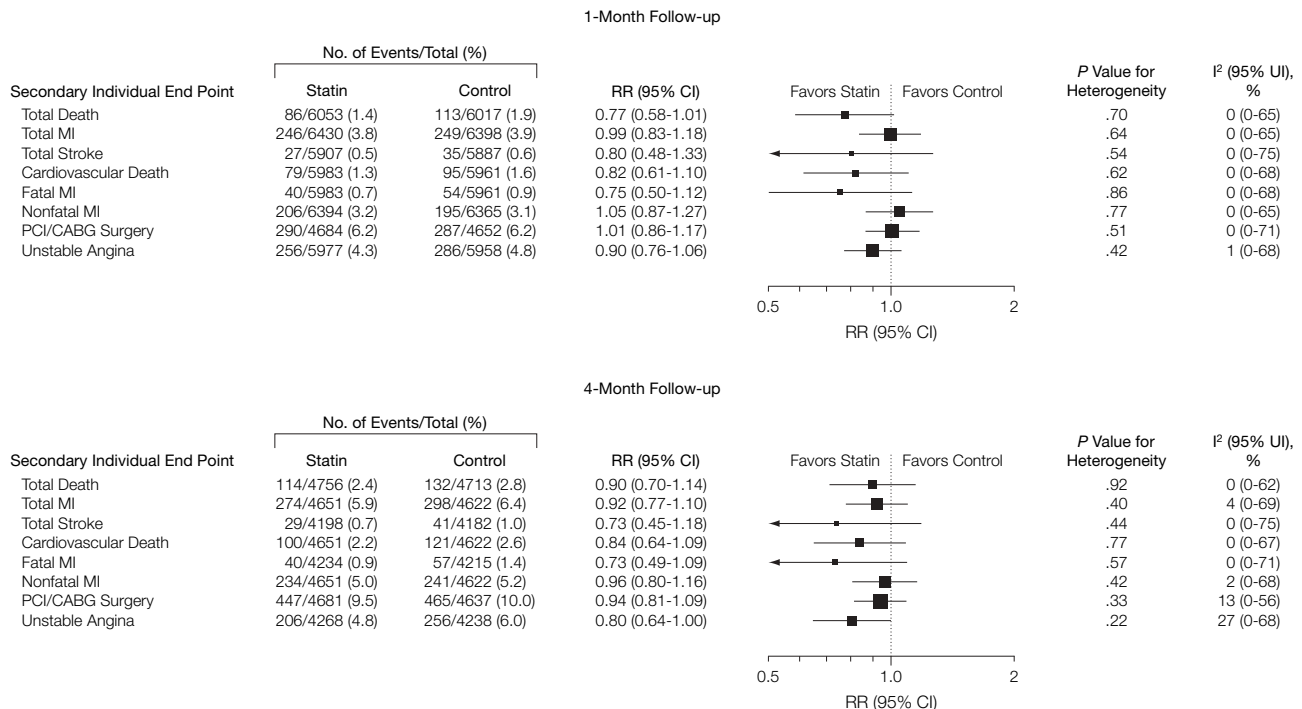 1-Month Follow-up
No. of Events/Total (%)
Secondary Individual End Point Statin Control RR (95% CI) Favors Statin Favors Control P Value for Heterogeneity I² (95% UI), %
Total Death 86/6053 (1.4) 113/6017 (1.9) 0.77 (0.58-1.01) .70 0 (0-65)
Total MI 246/6430 (3.8) 249/6398 (3.9) 0.99 (0.83-1.18) .64 0 (0-65)
Total Stroke 27/5907 (0.5) 35/5887 (0.6) 0.80 (0.48-1.33) .54 0 (0-75)
Cardiovascular Death 79/5983 (1.3) 95/5961 (1.6) 0.82 (0.61-1.10) .62 0 (0-68)
Fatal MI 40/5983 (0.7) 54/5961 (0.9) 0.75 (0.50-1.12) .86 0 (0-68)
Nonfatal MI 206/6394 (3.2) 195/6365 (3.1) 1.05 (0.87-1.27) .77 0 (0-65)
PCI/CABG Surgery 290/4684 (6.2) 287/4652 (6.2) 1.01 (0.86-1.17) .51 0 (0-71)
Unstable Angina 256/5977 (4.3) 286/5958 (4.8) 0.90 (0.76-1.06) .42 1 (0-68)
0.5 1.0 2
RR (95% CI)
4-Month Follow-up
No. of Events/Total (%)
Secondary Individual End Point Statin Control RR (95% CI) Favors Statin Favors Control P Value for Heterogeneity I² (95% UI), %
Total Death 114/4756 (2.4) 132/4713 (2.8) 0.90 (0.70-1.14) .92 0 (0-62)
Total MI 274/4651 (5.9) 298/4622 (6.4) 0.92 (0.77-1.10) .40 4 (0-69)
Total Stroke 29/4198 (0.7) 41/4182 (1.0) 0.73 (0.45-1.18) .44 0 (0-75)
Cardiovascular Death 100/4651 (2.2) 121/4622 (2.6) 0.84 (0.64-1.09) .77 0 (0-67)
Fatal MI 40/4234 (0.9) 57/4215 (1.4) 0.73 (0.49-1.09) .57 0 (0-71)
Nonfatal MI 234/4651 (5.0) 241/4622 (5.2) 0.96 (0.80-1.16) .42 2 (0-68)
PCI/CABG Surgery 447/4681 (9.5) 465/4637 (10.0) 0.94 (0.81-1.09) .33 13 (0-56)
Unstable Angina 206/4268 (4.8) 256/4238 (6.0) 0.80 (0.64-1.00) .22 27 (0-68)
0.5 1.0 2
RR (95% CI)